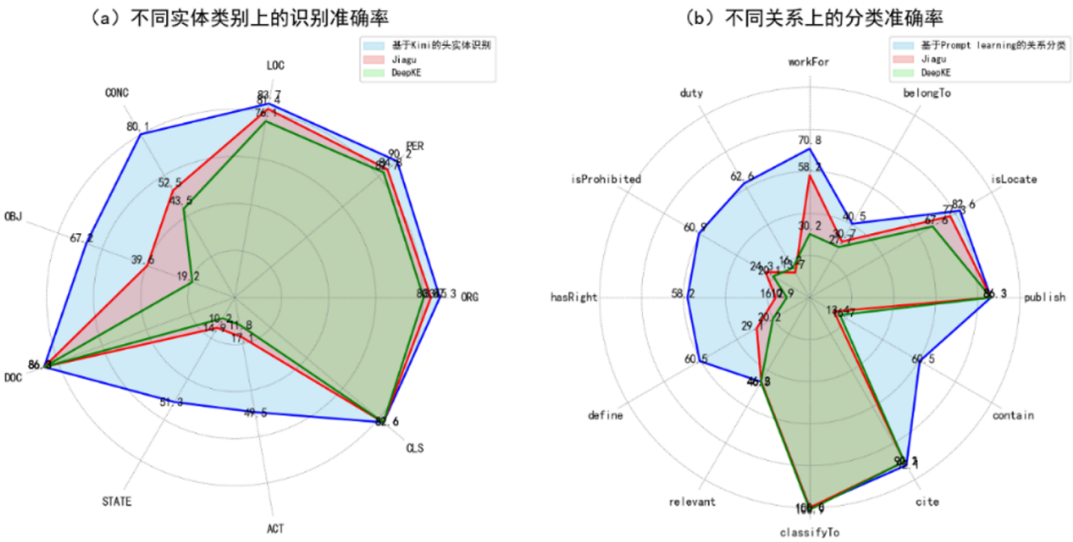 （a）不同实体类别上的识别准确率
基于Kimi的头实体识别
Jiagu
DeepKE
LOC
CONC
PER
OBJ
ORG
DOC
CLS
STATE
ACT
83.7
81.4
76.1
80.1
90.2
52.5
43.5
67.2
39.6
19.2
10.2
14.9
11.8
17.1
51.3
49.5
82.6
（b）不同关系上的分类准确率
基于Prompt learning的关系分类
Jiagu
DeepKE
workFor
duty
belongTo
isProhibited
isLocate
hasRight
publish
define
contain
relevant
cite
classifyTo
70.8
58.2
30.2
62.6
40.5
30.7
82.6
67.6
60.9
58.2
86.3
29.1
20.2
60.5
60.5